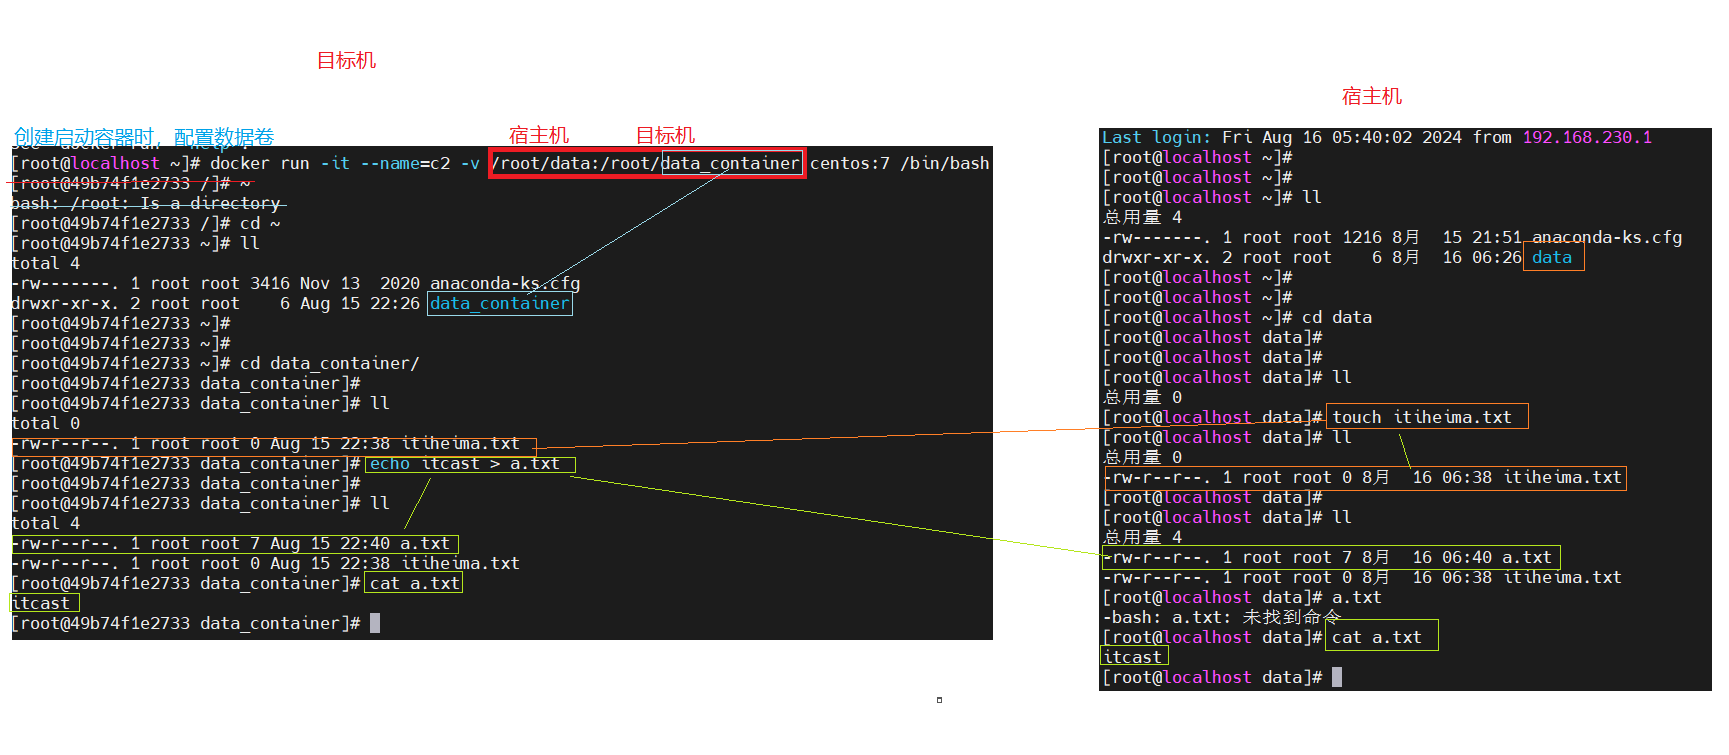 目标机
宿主机
创建启动容器时，配置数据卷
宿主机
目标机
See 'docker run --help'.
[root@localhost ~]# docker run -it --name=c2 -v /root/data:/root/data_container centos:7 /bin/bash
[root@49b74f1e2733 /]# ~
bash: /root: Is a directory
[root@49b74f1e2733 /]# cd ~
[root@49b74f1e2733 ~]# ll
total 4
-rw-------. 1 root root 3416 Nov 13  2020 anaconda-ks.cfg
drwxr-xr-x. 2 root root    6 Aug 15 22:26 data_container
[root@49b74f1e2733 ~]#
[root@49b74f1e2733 ~]#
[root@49b74f1e2733 ~]# cd data_container/
[root@49b74f1e2733 data_container]#
[root@49b74f1e2733 data_container]# ll
total 0
-rw-r--r--. 1 root root 0 Aug 15 22:38 itiheima.txt
[root@49b74f1e2733 data_container]# echo itcast > a.txt
[root@49b74f1e2733 data_container]#
[root@49b74f1e2733 data_container]# ll
total 4
-rw-r--r--. 1 root root 7 Aug 15 22:40 a.txt
-rw-r--r--. 1 root root 0 Aug 15 22:38 itiheima.txt
[root@49b74f1e2733 data_container]# cat a.txt
itcast
[root@49b74f1e2733 data_container]#
Last login: Fri Aug 16 05:40:02 2024 from 192.168.230.1
[root@localhost ~]#
[root@localhost ~]#
[root@localhost ~]# ll
总用量 4
-rw-------. 1 root root 1216 8月  15 21:51 anaconda-ks.cfg
drwxr-xr-x. 2 root root    6 8月  16 06:26 data
[root@localhost ~]#
[root@localhost ~]#
[root@localhost ~]# cd data
[root@localhost data]#
[root@localhost data]#
[root@localhost data]# ll
总用量 0
[root@localhost data]# touch itiheima.txt
[root@localhost data]# ll
总用量 0
-rw-r--r--. 1 root root 0 8月  16 06:38 itiheima.txt
[root@localhost data]#
[root@localhost data]# ll
总用量 4
-rw-r--r--. 1 root root 7 8月  16 06:40 a.txt
-rw-r--r--. 1 root root 0 8月  16 06:38 itiheima.txt
[root@localhost data]# a.txt
-bash: a.txt: 未找到命令
[root@localhost data]# cat a.txt
itcast
[root@localhost data]#